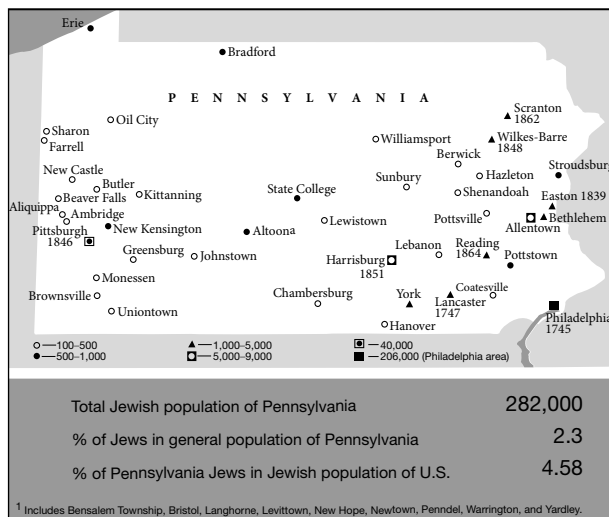 Erie
Bradford
PENNSYLVANIA
Scranton
1862
Oil City
Sharon
Farrell
Williamsport
Wilkes-Barre
1848
Berwick
Stroudsburg
New Castle
Butler
Kittanning
State College
Sunbury
Hazleton
Beaver Falls
Shenandoah
Easton 1839
Aliquippa
Ambridge
Lewistown
Pottsville
Bethlehem
Pittsburgh
1846
New Kensington
Altoona
Allentown
Greensburg
Johnstown
Harrisburg
1851
Lebanon
Reading
1864
Pottstown
Monessen
Brownsville
Uniontown
Chambersburg
York
Lancaster
1747
Coatesville
Hanover
Philadelphia¹
1745
—100–500
—500–1,000
—1,000–5,000
—5,000–9,000
—40,000
—206,000 (Philadelphia area)
Total Jewish population of Pennsylvania 282,000
% of Jews in general population of Pennsylvania 2.3
% of Pennsylvania Jews in Jewish population of U.S. 4.58
¹ Includes Bensalem Township, Bristol, Langhorne, Levittown, New Hope, Newtown, Penndel, Warrington, and Yardley.